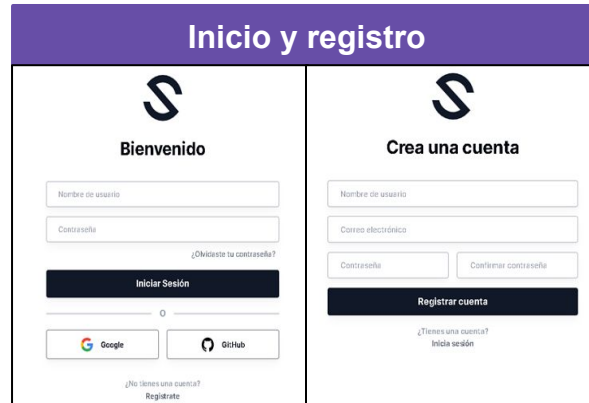 Inicio y registro
Bienvenido
Nombre de usuario
Contraseña
¿Olvidaste tu contraseña?
Iniciar Sesión
O
Google
GitHub
¿No tienes una cuenta?
Registrate
Crea una cuenta
Nombre de usuario
Correo electrónico
Contraseña
Confirmar contraseña
Registrar cuenta
¿Tienes una cuenta?
Inicia sesión